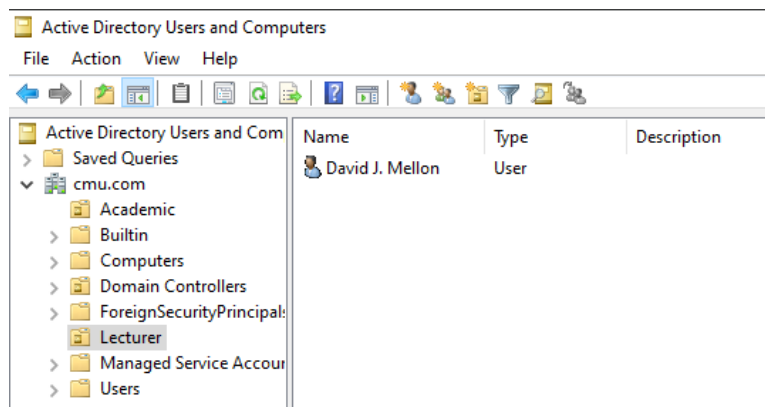 Active Directory Users and Computers
File Action View Help
Active Directory Users and Com
Saved Queries
cmu.com
Academic
Builtin
Computers
Domain Controllers
ForeignSecurityPrincipal:
Lecturer
Managed Service Accour
Users
Name Type Description
David J. Mellon User